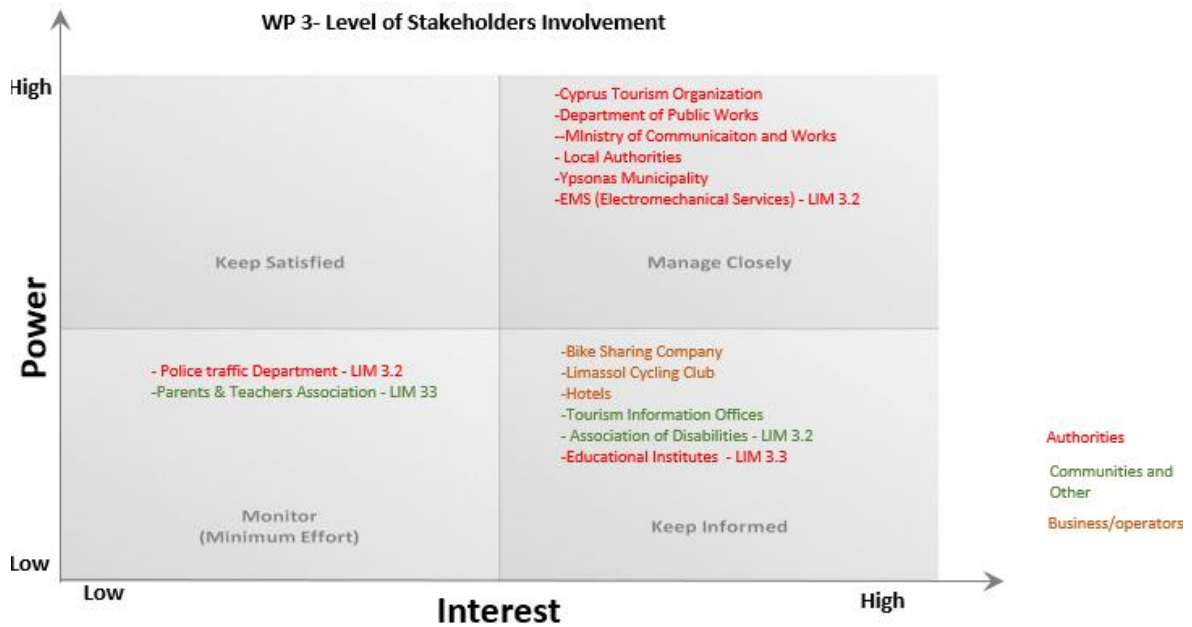 WP 3- Level of Stakeholders Involvement
High
-Cyprus Tourism Organization
-Department of Public Works
--MInistry of Communicaiton and Works
- Local Authorities
-Ypsonas Municipality
-EMS (Electromechanical Services) - LIM 3.2
Keep Satisfied
Manage Closely
Power
- Police traffic Department - LIM 3.2
-Parents & Teachers Association - LIM 33
-Bike Sharing Company
-Limassol Cycling Club
-Hotels
-Tourism Information Offices
- Association of Disabilities - LIM 3.2
-Educational Institutes - LIM 3.3
Monitor
(Minimum Effort)
Keep Informed
Authorities
Communities and
Other
Business/operators
Low
Low
Interest
High